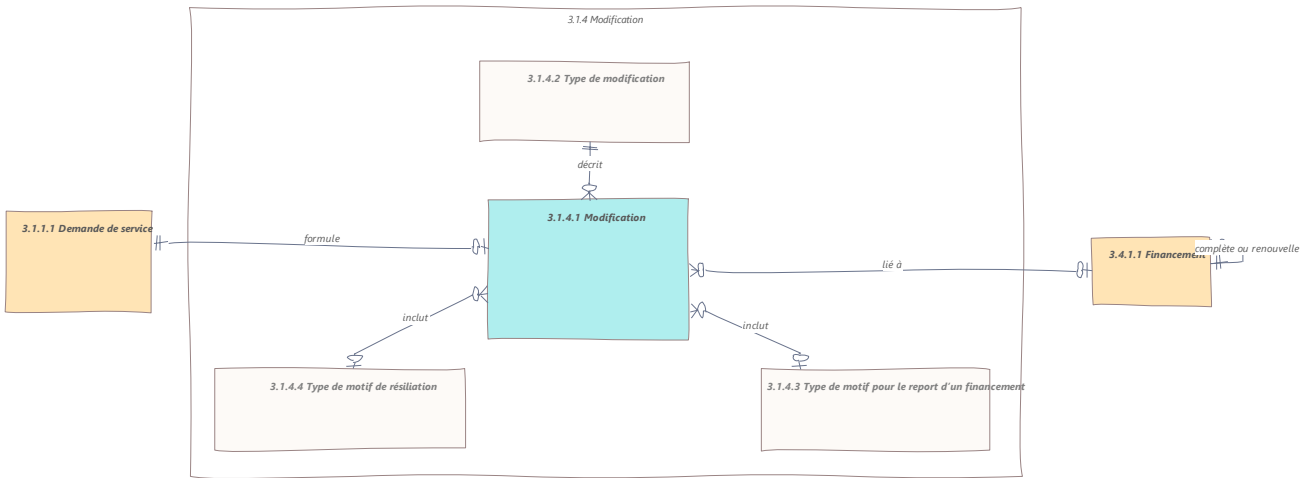 3.1.4 Modification
3.1.4.2 Type de modification
décrit
3.1.4.1 Modification
3.1.1.1 Demande de service
formule
3.4.1.1 Financement
complète ou renouvelle
lié à
inclut
inclut
3.1.4.4 Type de motif de résiliation
3.1.4.3 Type de motif pour le report d'un financement